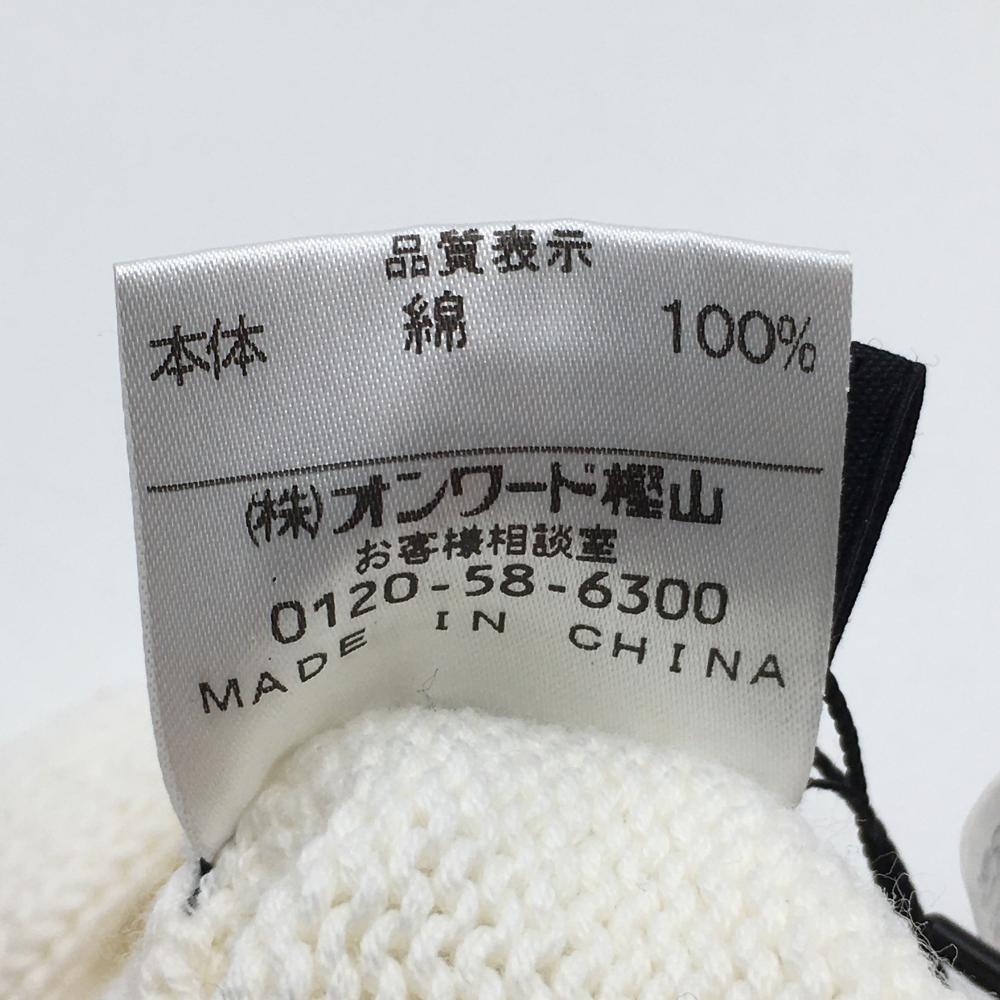 品質表示
本体 綿 100%
(株)オンワード樫山
お客様相談室
0120-58-6300
MADE IN CHINA